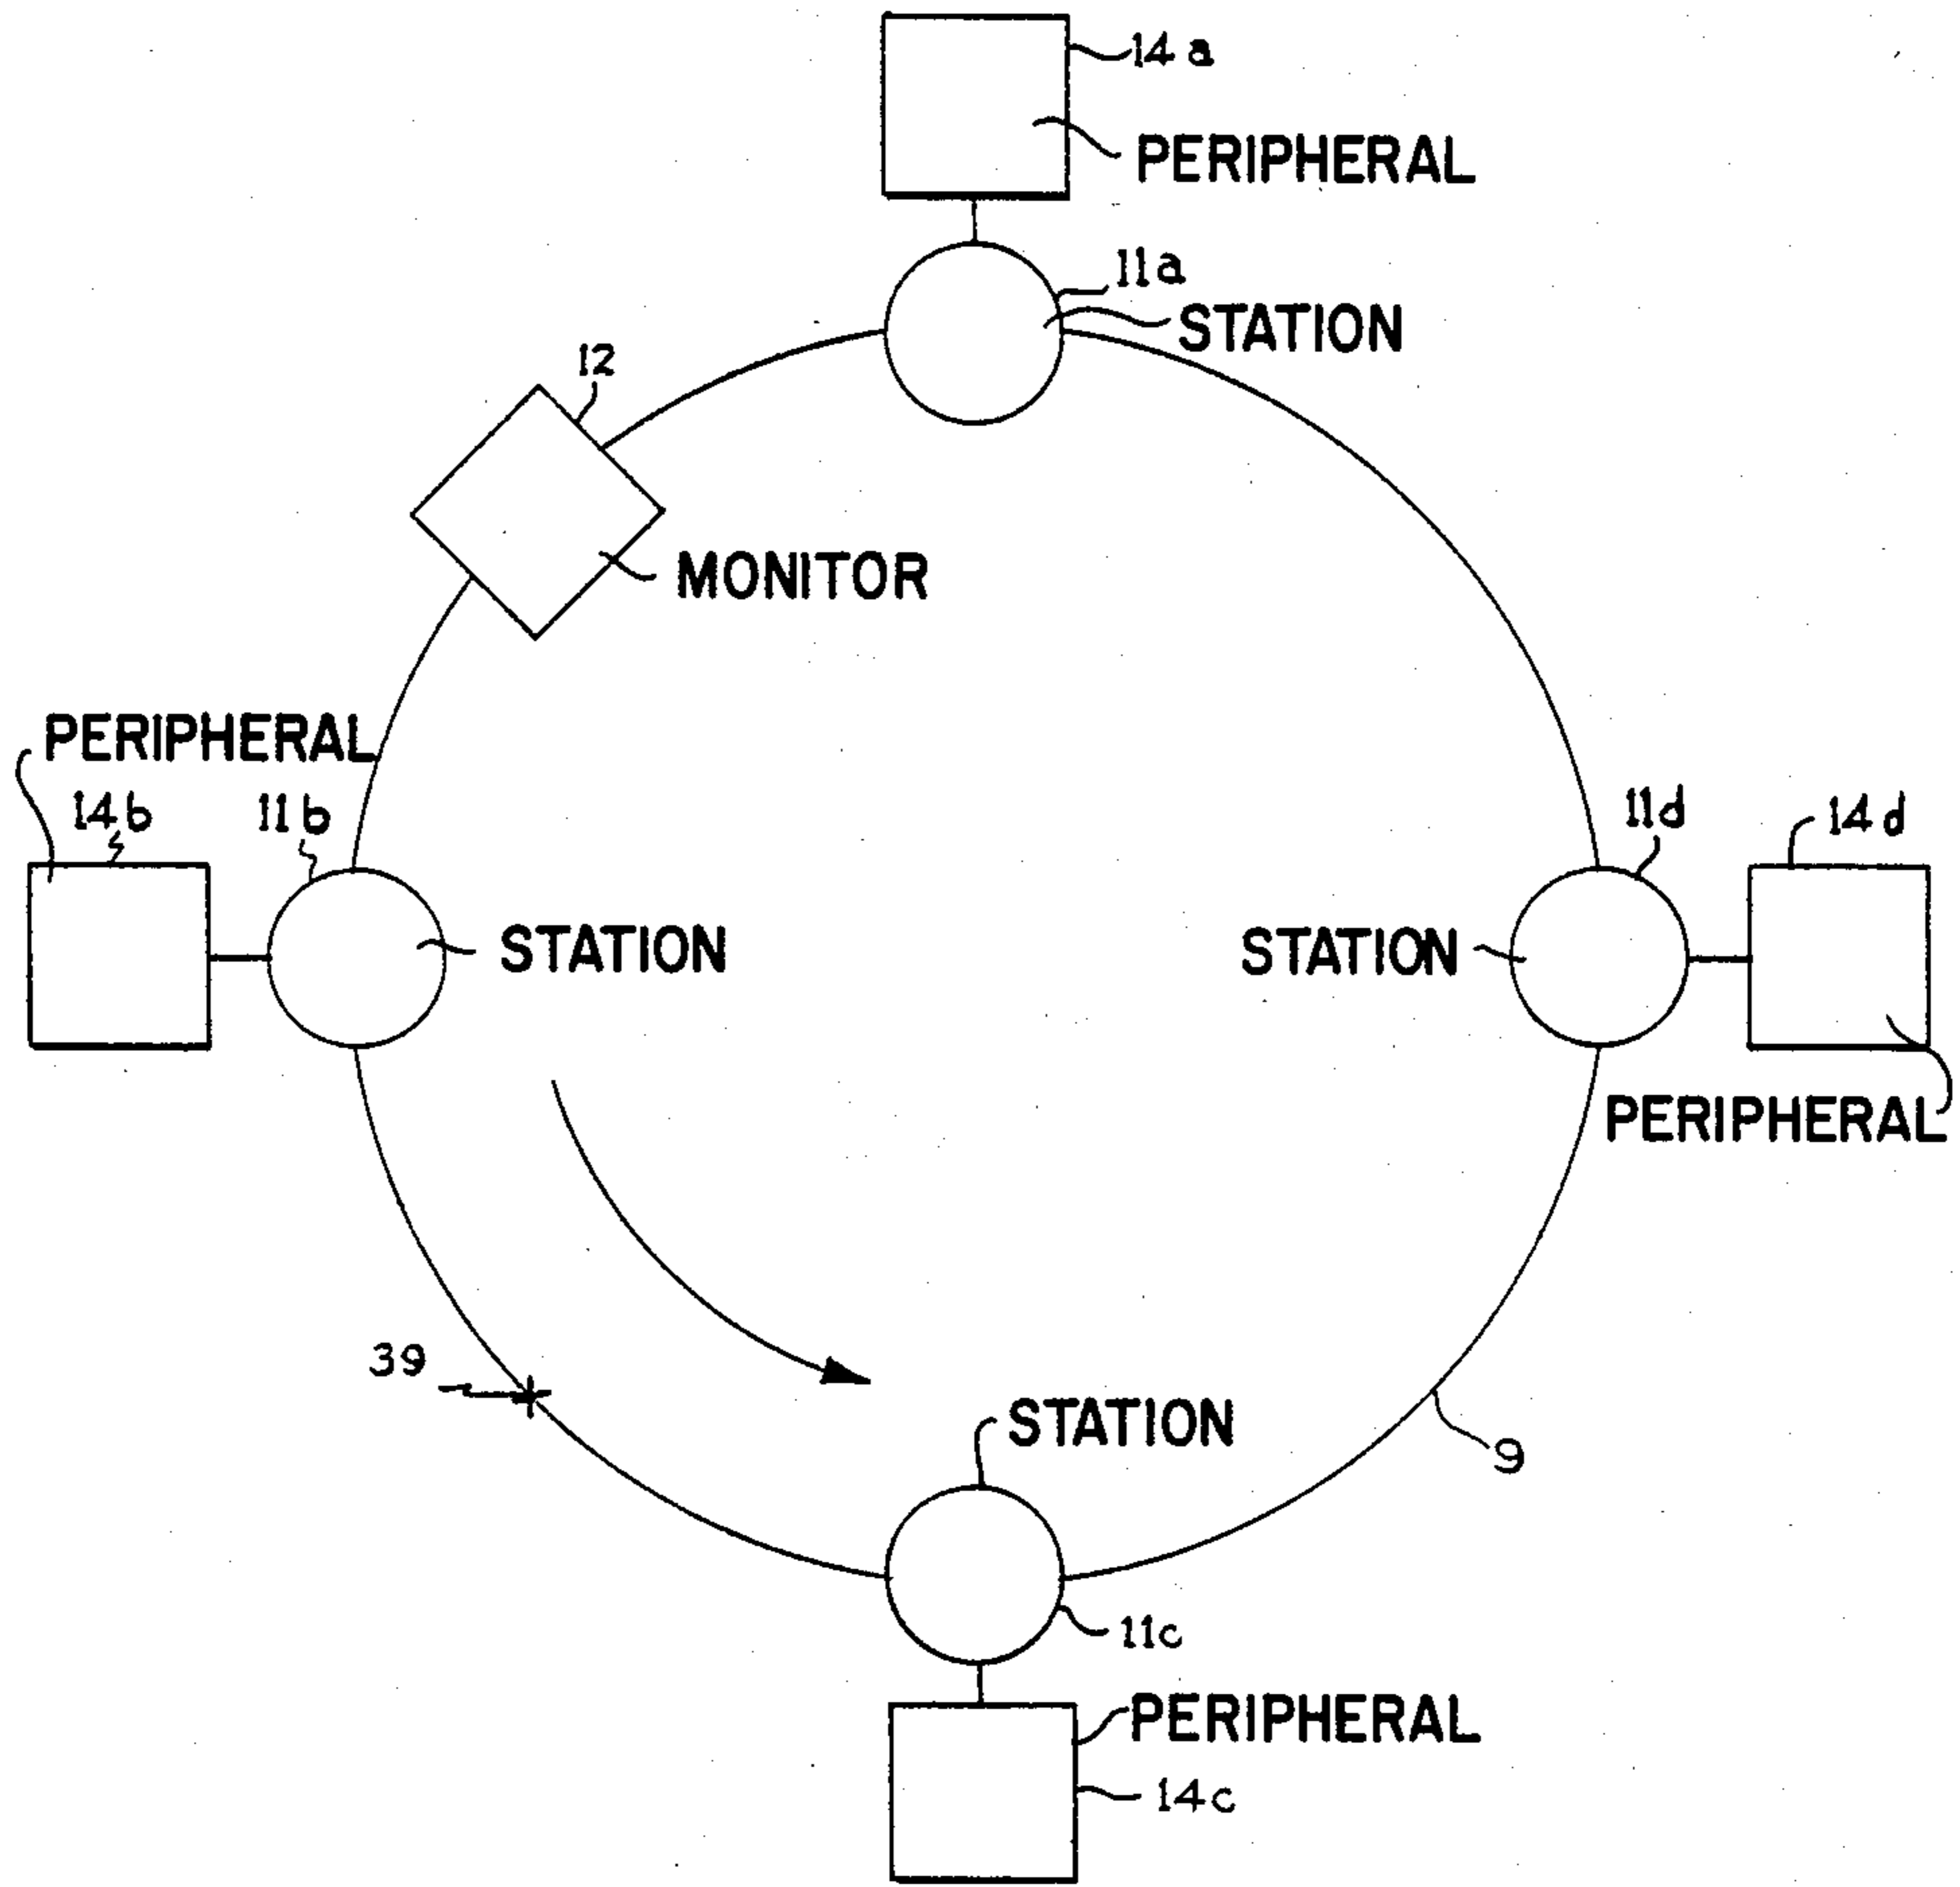 14a
PERIPHERAL
11a
STATION
12
MONITOR
PERIPHERAL
14b
11b
11d
14d
STATION
STATION
PERIPHERAL
39
STATION
9
11c
PERIPHERAL
14c